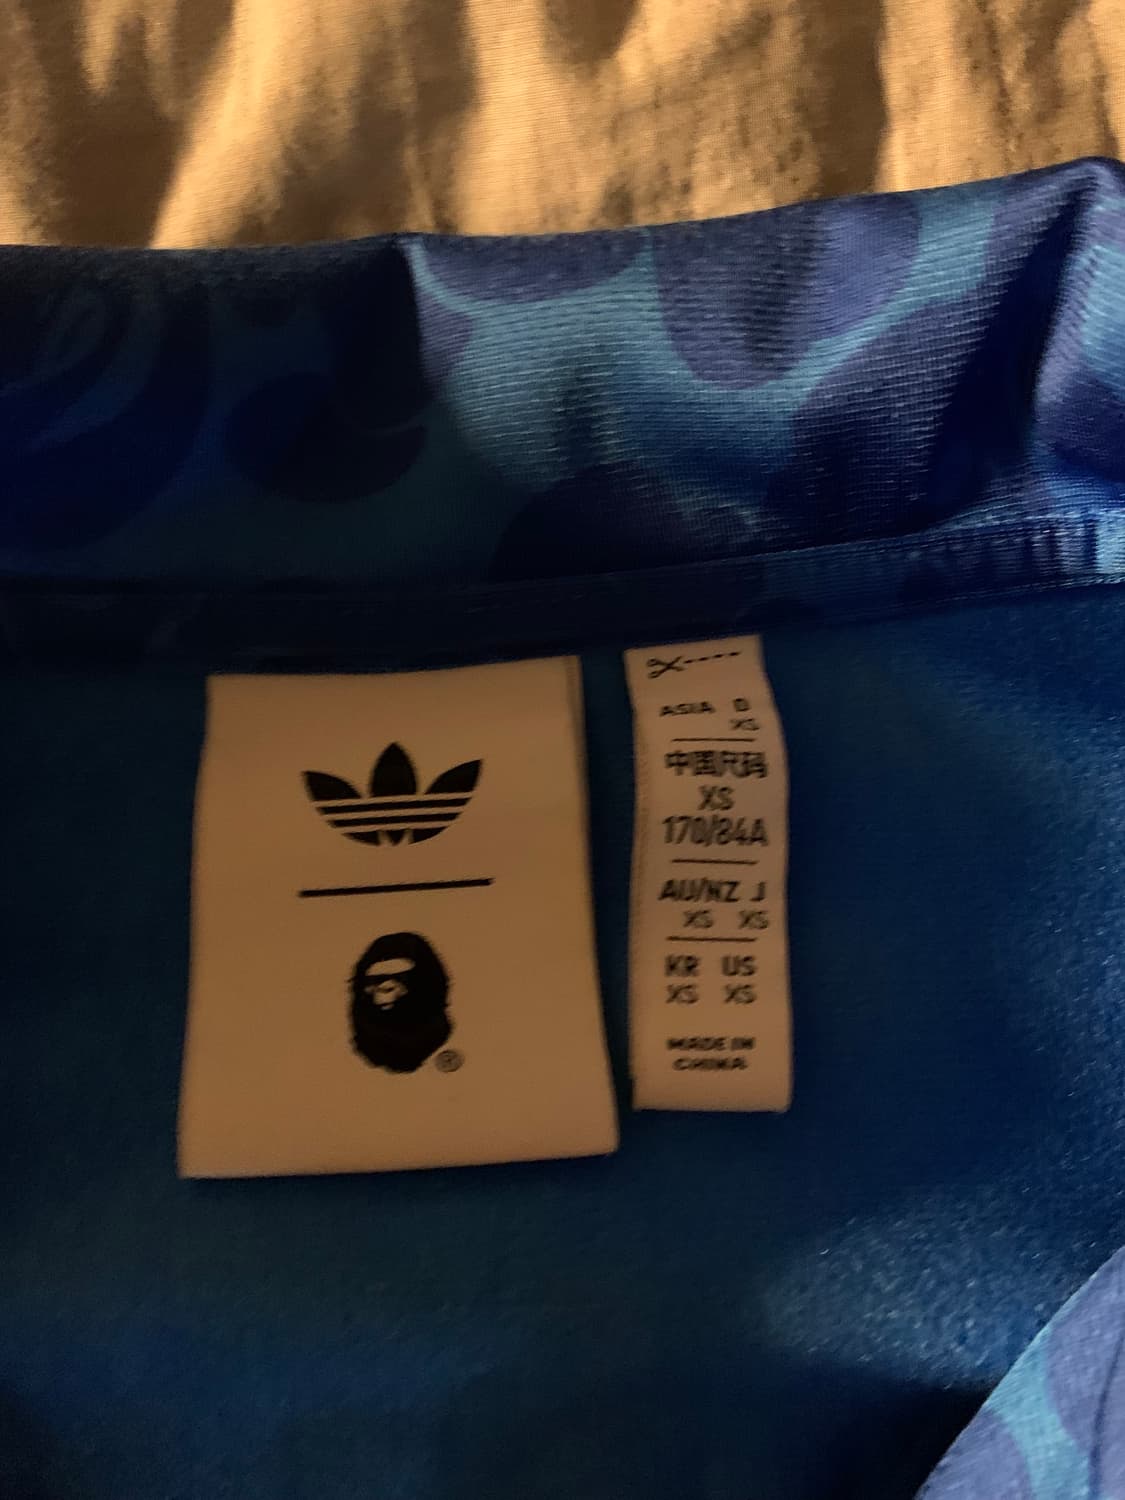 ®
ASIA D
XS
中国尺码
XS
170/84A
AU/NZ J
XS XS
KR US
XS XS
MADE IN
CHINA